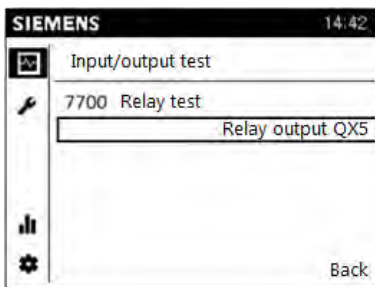 SIEMENS 14:42
Input/output test
7700 Relay test
Relay output QX5
Back